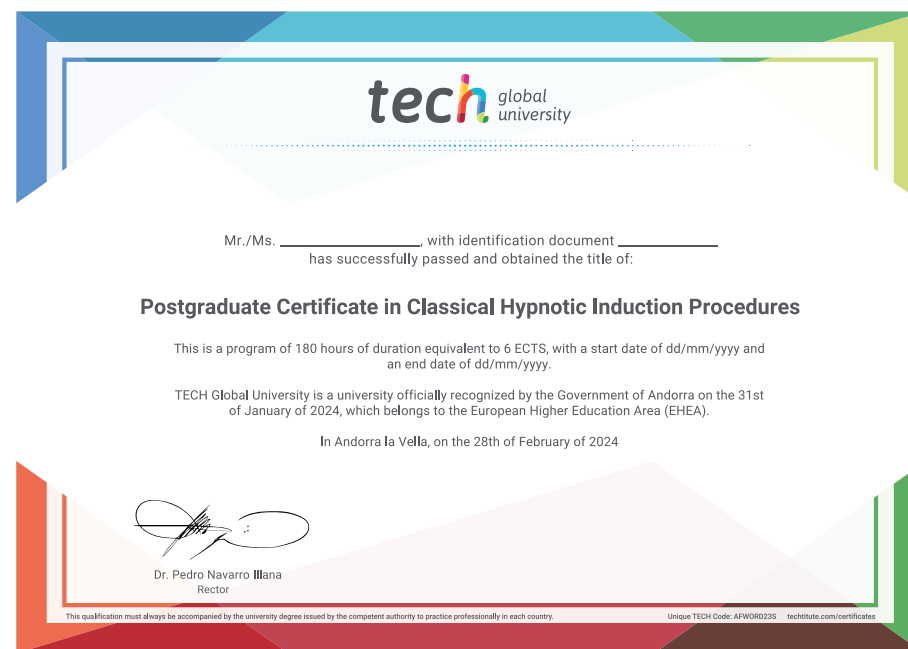 tech global university
Mr./Ms. ____________, with identification document ____________
has successfully passed and obtained the title of:
Postgraduate Certificate in Classical Hypnotic Induction Procedures
This is a program of 180 hours of duration equivalent to 6 ECTS, with a start date of dd/mm/yyyy and
an end date of dd/mm/yyyy.
TECH Global University is a university officially recognized by the Government of Andorra on the 31st
of January of 2024, which belongs to the European Higher Education Area (EHEA).
In Andorra la Vella, on the 28th of February of 2024
Dr. Pedro Navarro Illana
Rector
This qualification must always be accompanied by the university degree issued by the competent authority to practice professionally in each country.
Unique TECH Code: AFWORD23S techtitute.com/certificates